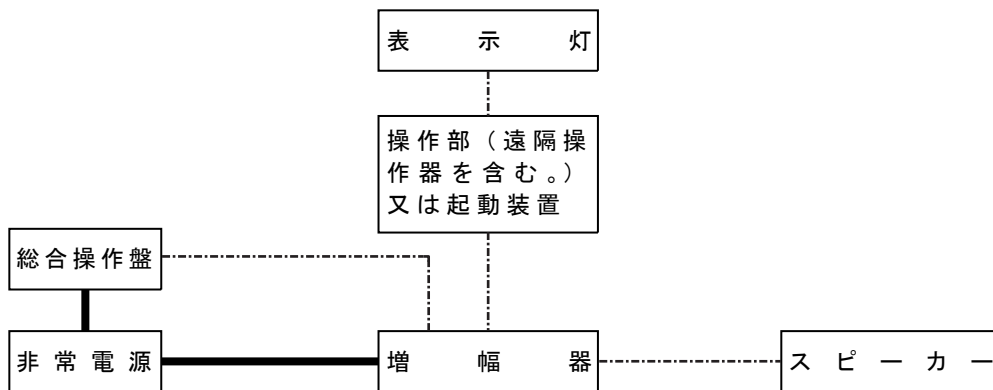 表示灯
操作部（遠隔操
作器を含む。）
又は起動装置
総合操作盤
非常電源
増幅器
スピーカー